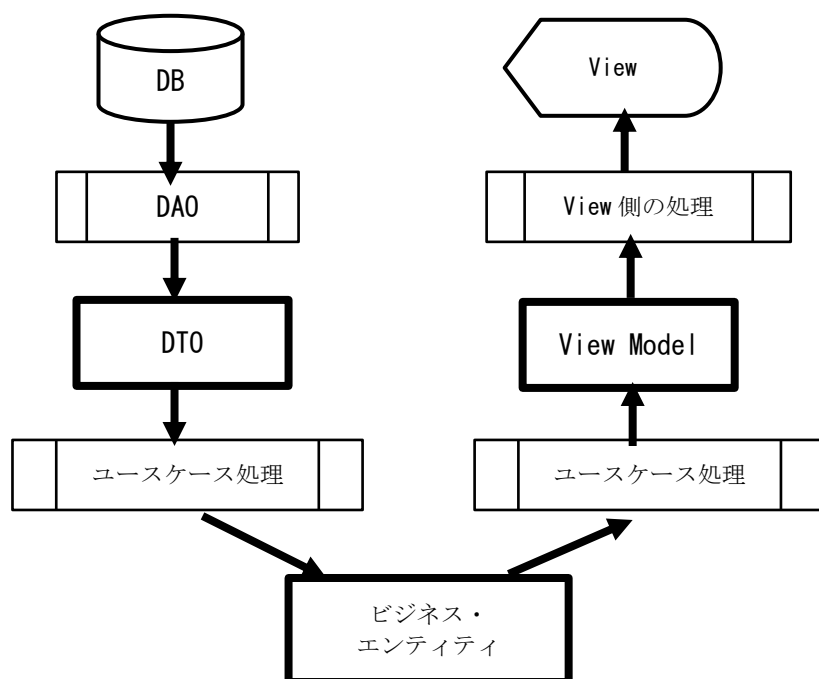 DB
View
DAO
View 側の処理
DTO
View Model
ユースケース処理
ユースケース処理
ビジネス・
エンティティ